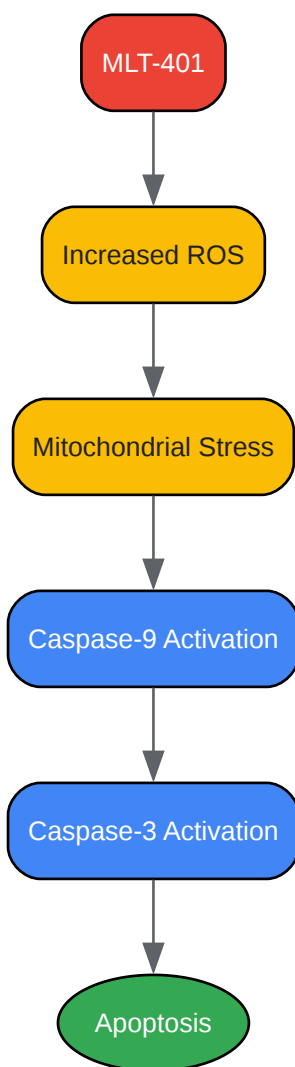 MLT-401
Increased ROS
Mitochondrial Stress
Caspase-9 Activation
Caspase-3 Activation
Apoptosis